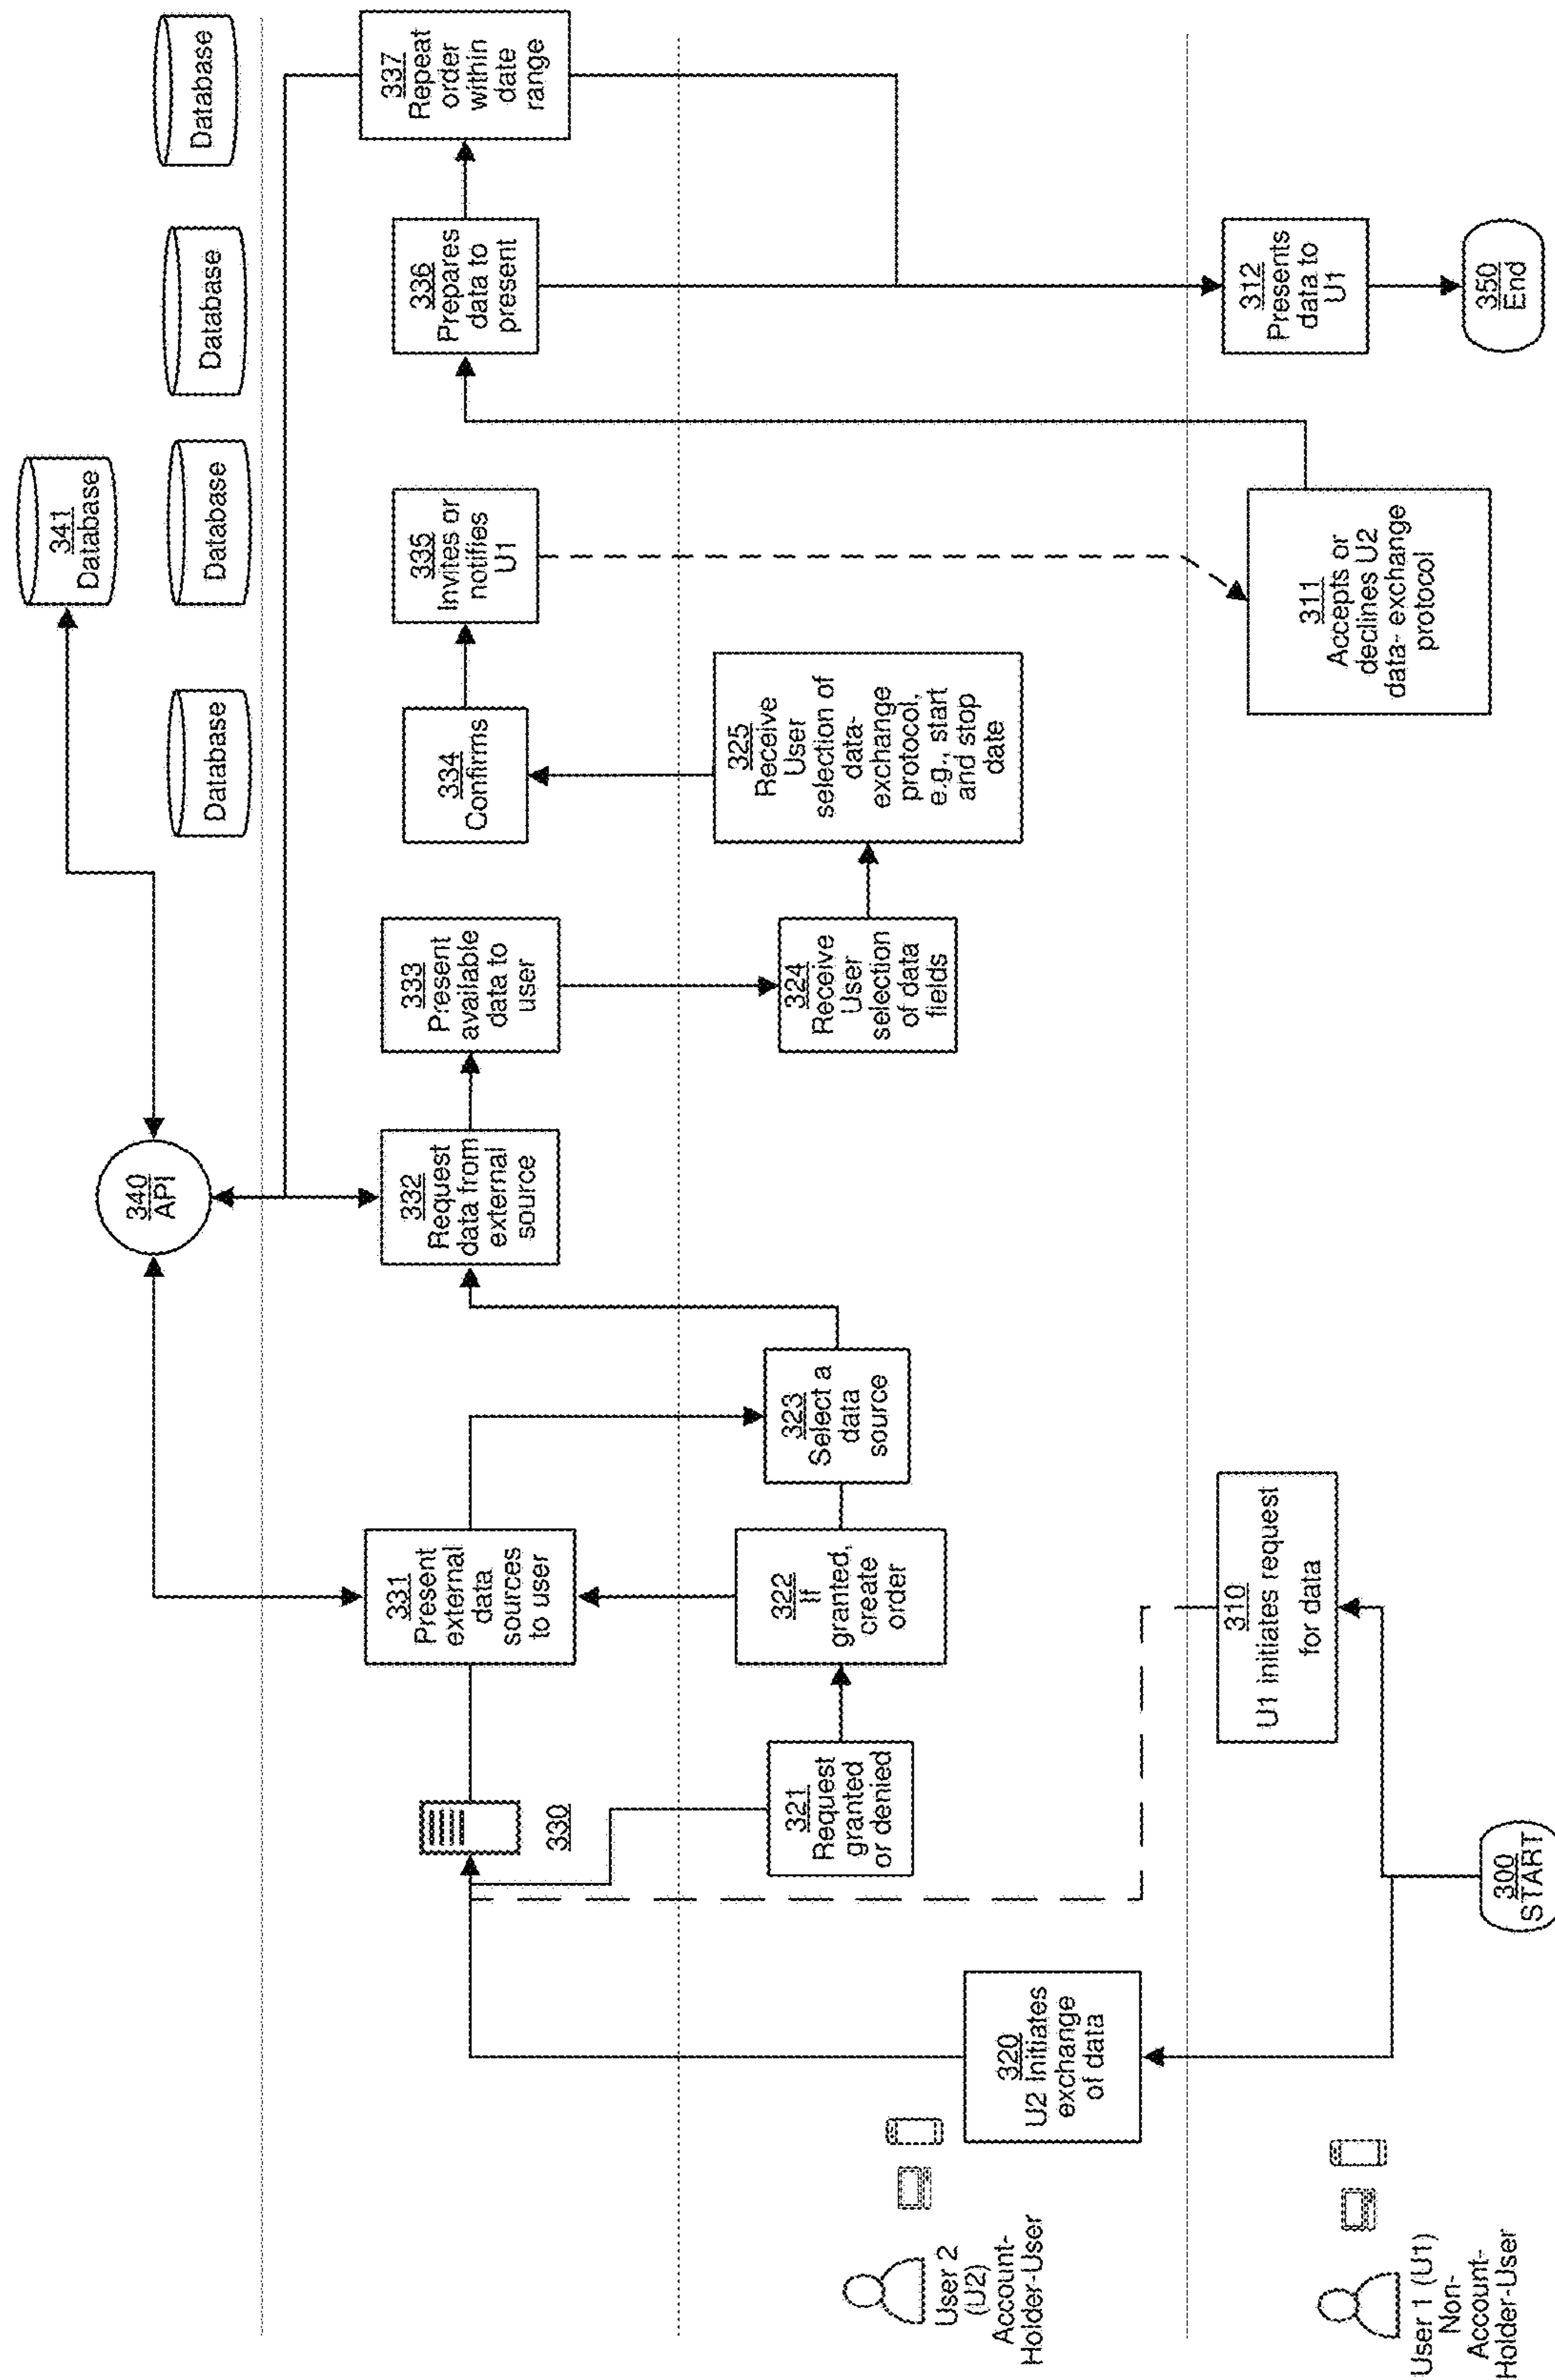 341
Database
Database
Database
Database
Database
340
API
330
331
Present
external
data
sources
to user
332
Request
data from
external
source
333
Present
available
data to
user
334
Confirms
335
Invites or
notifies
U1
336
Prepares
data to
present
337
Repeat
order
within
date
range
User 2
(U2)
Account-
Holder-User
320
U2 Initiates
exchange
of data
321
Request
granted
or denied
322
If
granted,
create
order
323
Select a
data
source
324
Receive
User
selection
of data
fields
325
Receive
User
selection of
data-
exchange
protocol,
e.g., start
and stop
date
User 1 (U1)
Non-
Account-
Holder-User
300
START
310
U1 initiates request
for data
311
Accepts or
declines U2
data- exchange
protocol
312
Presents
data to
U1
350
End